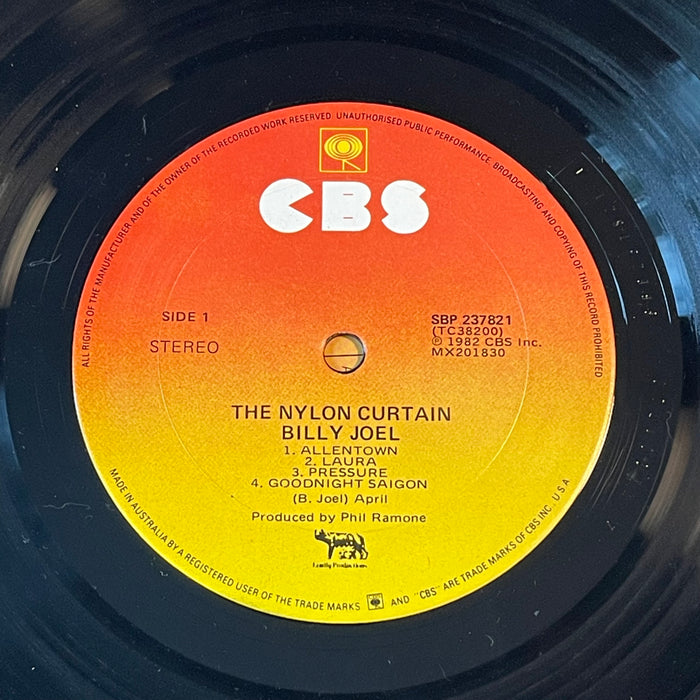 ALL RIGHTS OF THE MANUFACTURER AND OF THE OWNER OF THE RECORDED WORK RESERVED. UNAUTHORISED PUBLIC PERFORMANCE, BROADCASTING AND COPYING OF THIS RECORD PROHIBITED
CBS
SIDE 1
STEREO
SBP 237821
(TC38200)
℗ 1982 CBS Inc.
MX201830
THE NYLON CURTAIN
BILLY JOEL
1. ALLENTOWN
2. LAURA
3. PRESSURE
4. GOODNIGHT SAIGON
(B. Joel) April
Produced by Phil Ramone
Family Productions
MADE IN AUSTRALIA BY A REGISTERED USER OF THE TRADE MARKS AND "CBS" ARE TRADE MARKS OF CBS INC. U.S.A.